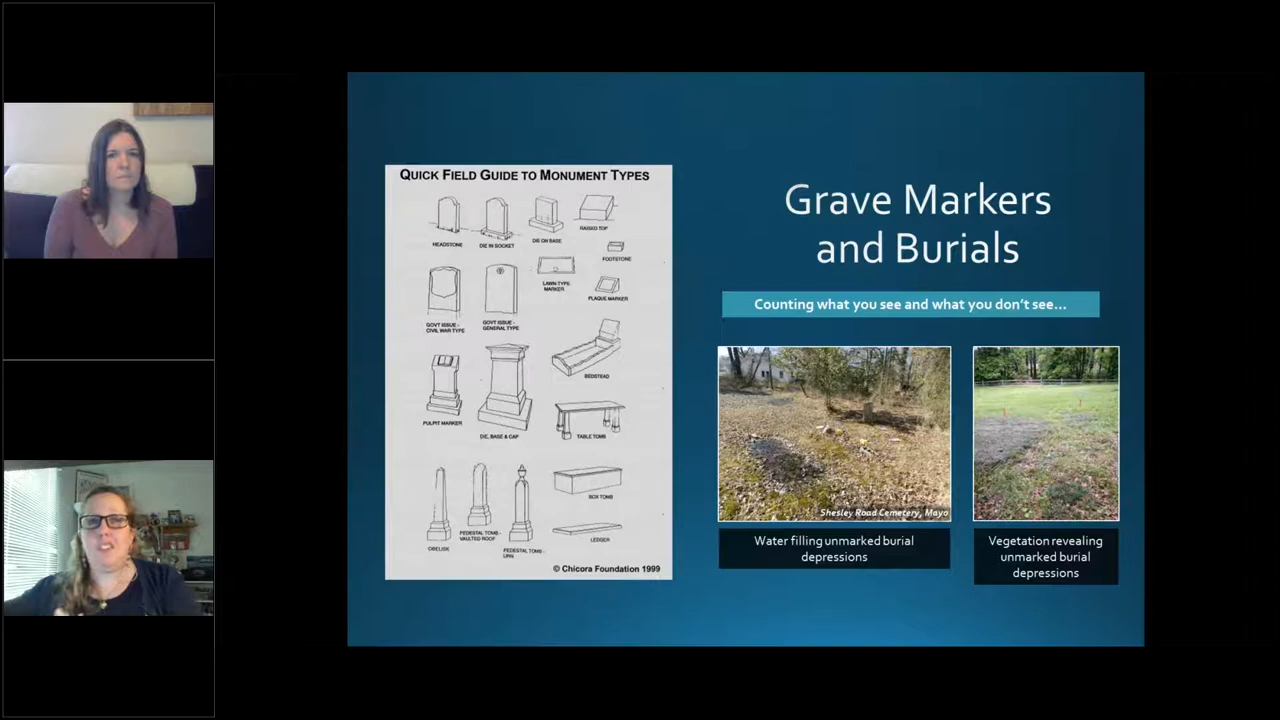 QUICK FIELD GUIDE TO MONUMENT TYPES
HEADSTONE
DIE IN SOCKET
DIE ON BASE
RAISED TOP
FOOTSTONE
LAWN-TYPE
MARKER
PLAQUE MARKER
GOVT ISSUE -
CIVIL WAR TYPE
GOVT ISSUE -
GENERAL TYPE
BEDSTEAD
PULPIT MARKER
DIE, BASE & CAP
TABLE TOMB
BOX TOMB
OBELISK
PEDESTAL TOMB -
VAULTED ROOF
PEDESTAL TOMB -
URN
LEDGER
© Chicora Foundation 1999
Grave Markers
and Burials
Counting what you see and what you don't see...
Shesley Road Cemetery, Mayo
Water filling unmarked burial
depressions
Vegetation revealing
unmarked burial
depressions